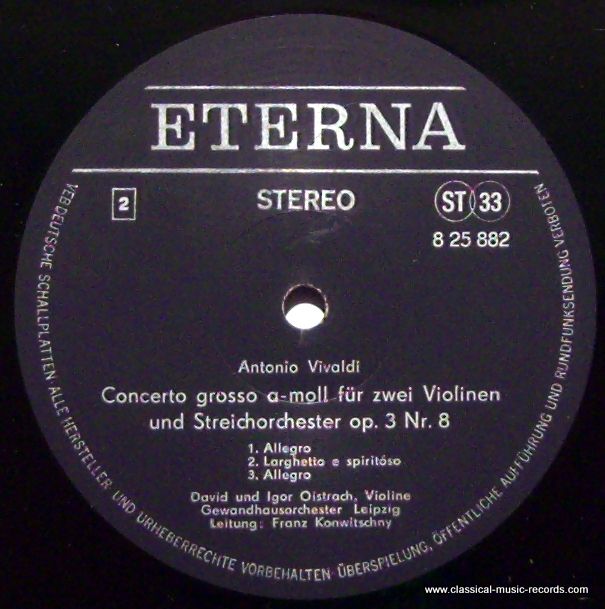 ETERNA
2 STEREO ST 33
8 25 882
Antonio Vivaldi
Concerto grosso a-moll für zwei Violinen
und Streichorchester op. 3 Nr. 8
1. Allegro
2. Larghetto e spiritóso
3. Allegro
David und Igor Oistrach, Violine
Gewandhausorchester Leipzig
Leitung: Franz Konwitschny
VEB DEUTSCHE SCHALLPLATTEN ALLE HERSTELLER UND URHEBERRECHTE VORBEHALTEN · ÜBERSPIELUNG, ÖFFENTLICHE AUFFÜHRUNG UND RUNDFUNKSENDUNG VERBOTEN
www.classical-music-records.com